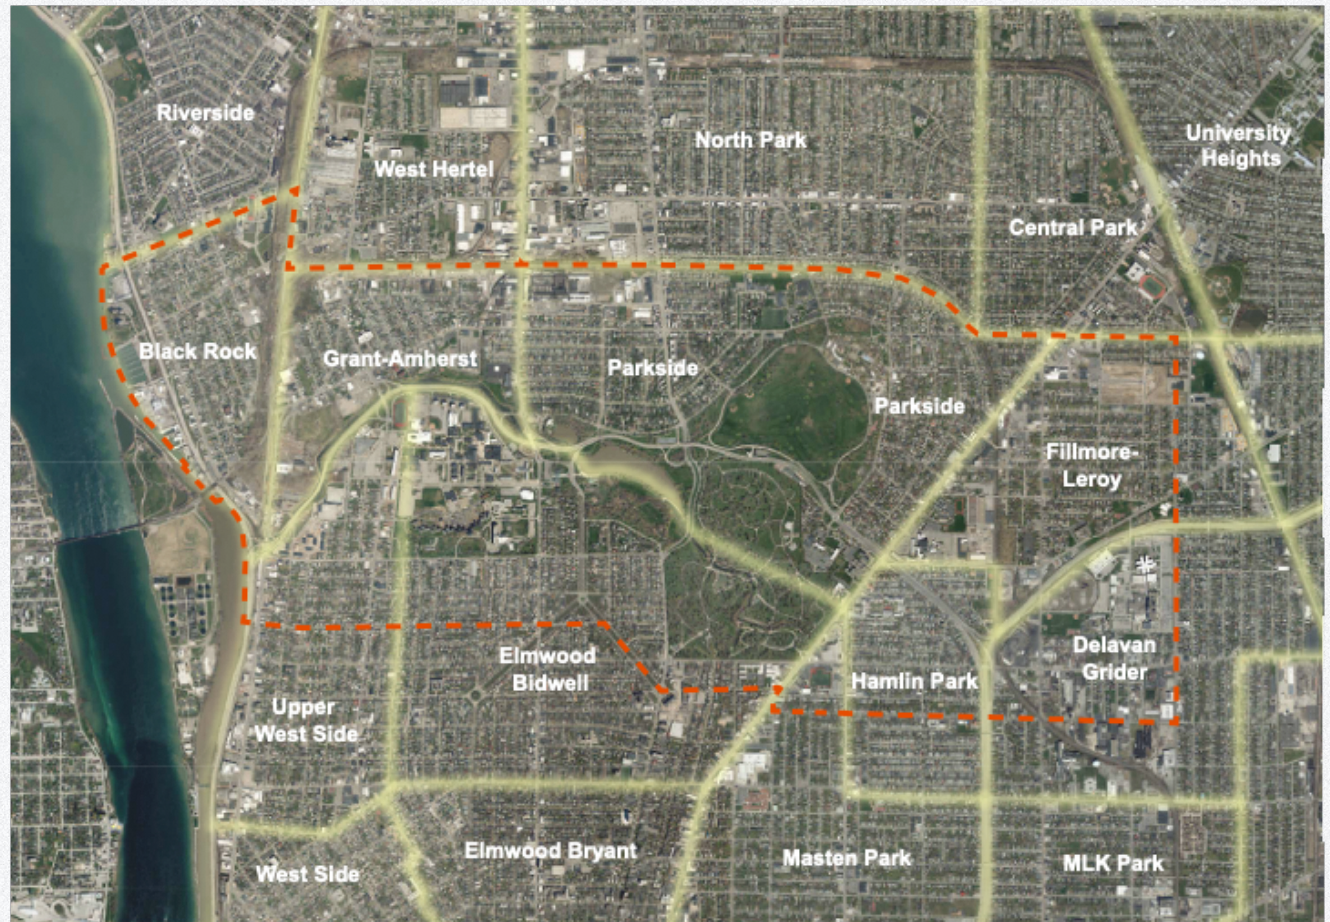 Riverside
North Park
University
Heights
West Hertel
Central Park
Black Rock
Grant-Amherst
Parkside
Parkside
Fillmore-
Leroy
Elmwood
Bidwell
Delavan
Grider
Hamlin Park
Upper
West Side
Elmwood Bryant
Masten Park
MLK Park
West Side